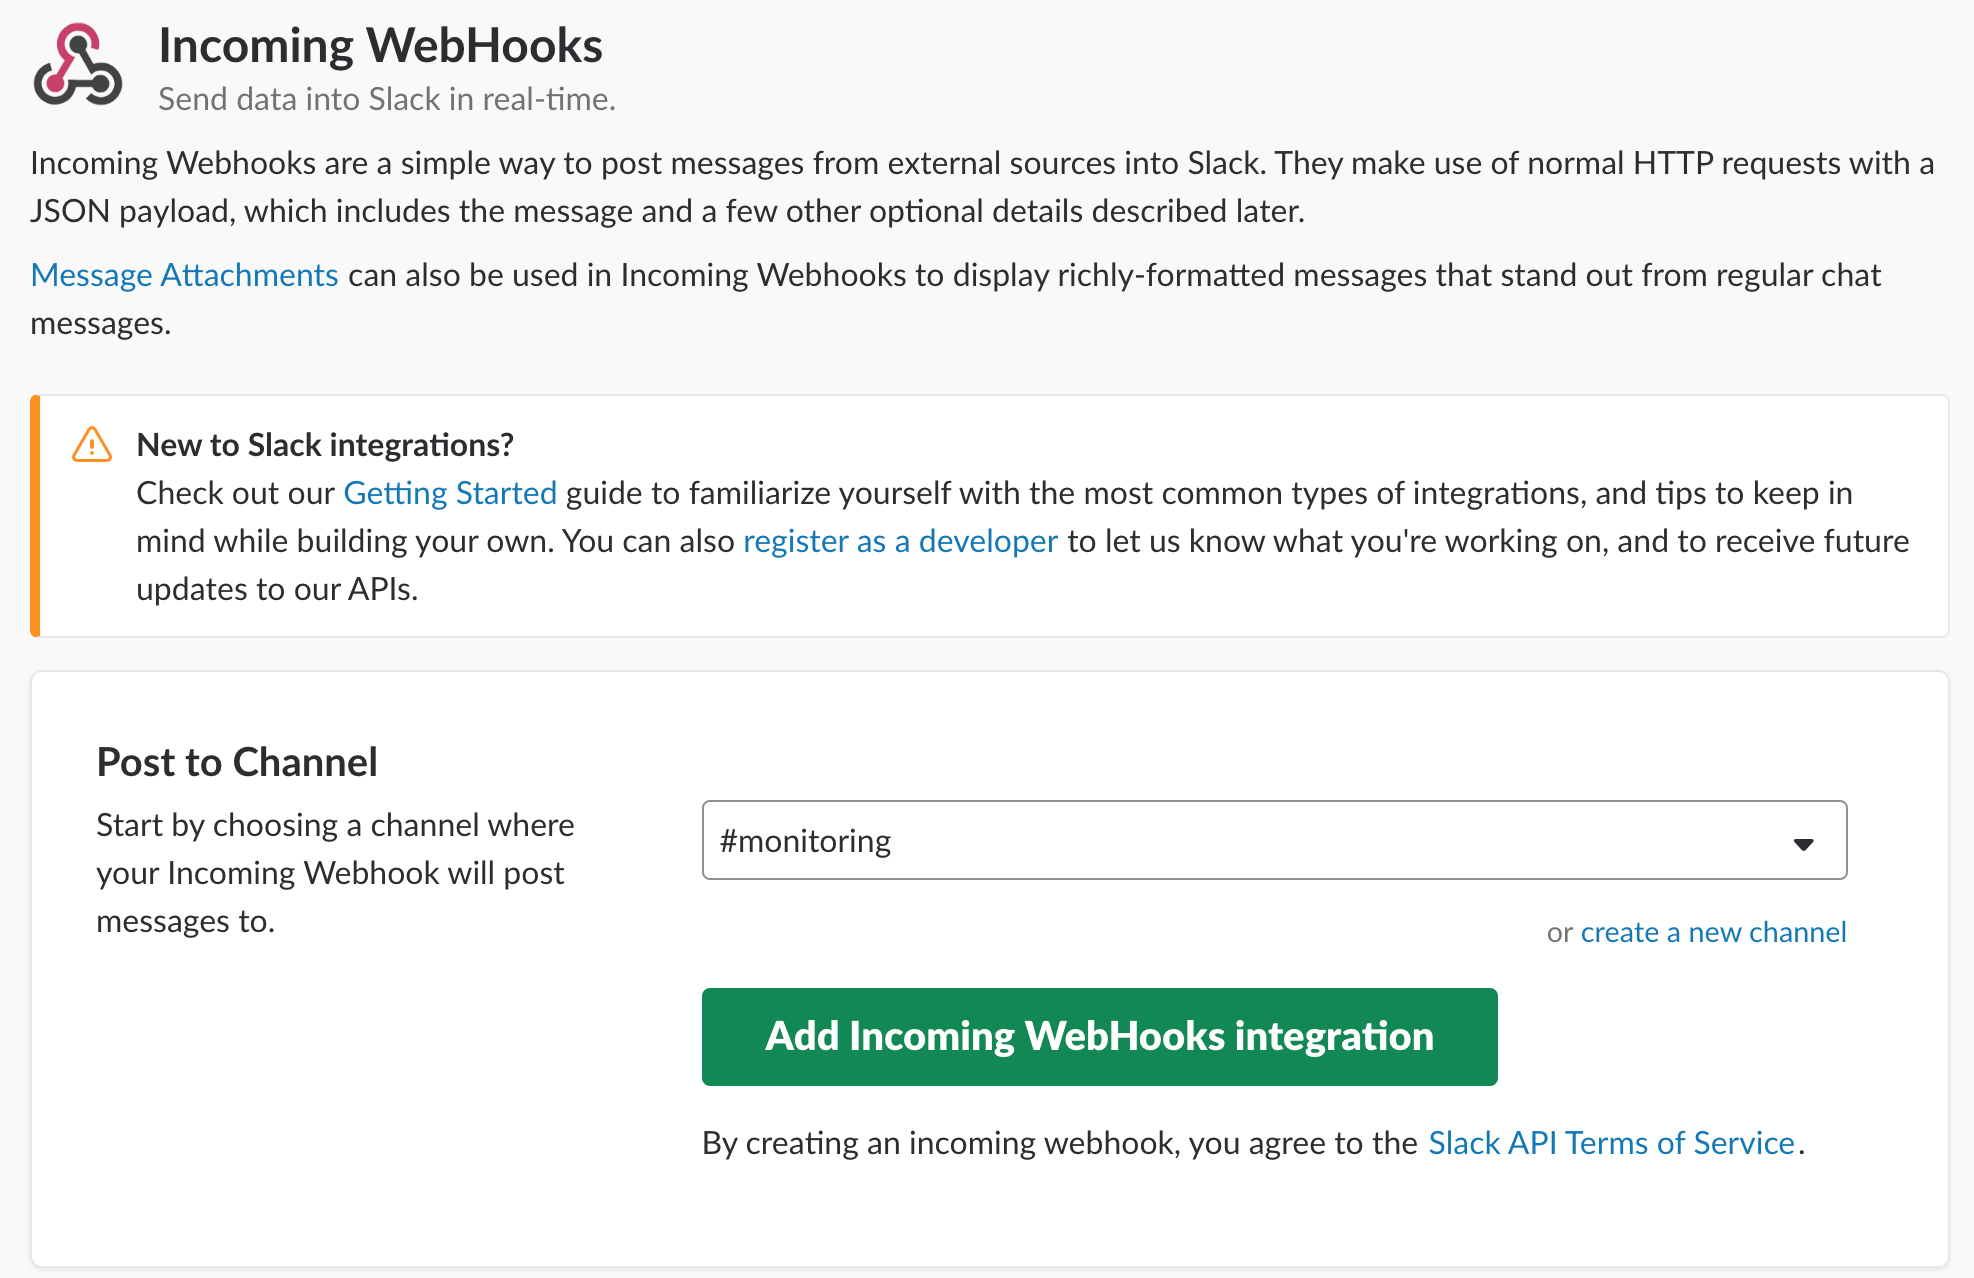 Incoming WebHooks
Send data into Slack in real-time.
Incoming Webhooks are a simple way to post messages from external sources into Slack. They make use of normal HTTP requests with a
JSON payload, which includes the message and a few other optional details described later.
Message Attachments can also be used in Incoming Webhooks to display richly-formatted messages that stand out from regular chat
messages.
New to Slack integrations?
Check out our Getting Started guide to familiarize yourself with the most common types of integrations, and tips to keep in
mind while building your own. You can also register as a developer to let us know what you're working on, and to receive future
updates to our APIs.
Post to Channel
Start by choosing a channel where
your Incoming Webhook will post
messages to.
#monitoring
or create a new channel
Add Incoming WebHooks integration
By creating an incoming webhook, you agree to the Slack API Terms of Service.